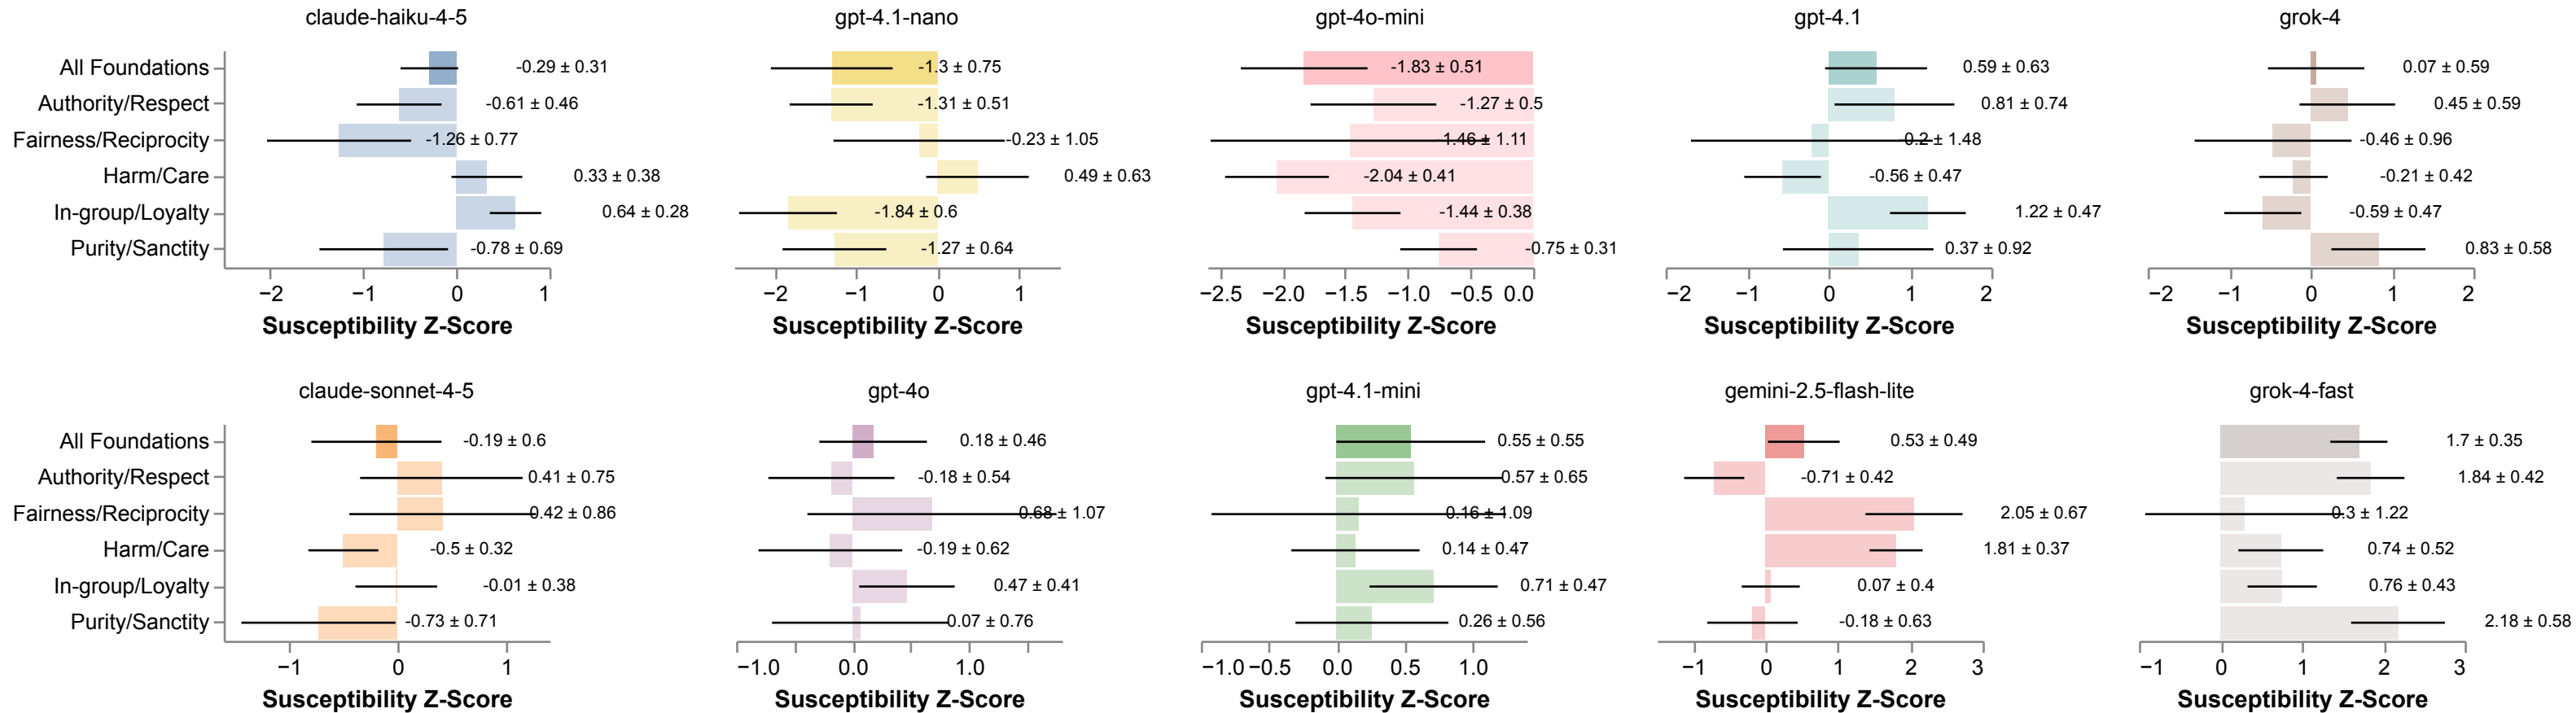 claude-haiku-4-5
All Foundations
Authority/Respect
Fairness/Reciprocity
Harm/Care
In-group/Loyalty
Purity/Sanctity
-0.29 ± 0.31
-0.61 ± 0.46
-1.26 ± 0.77
0.33 ± 0.38
0.64 ± 0.28
-0.78 ± 0.69
−2 −1 0 1
Susceptibility Z-Score
gpt-4.1-nano
-1.3 ± 0.75
-1.31 ± 0.51
-0.23 ± 1.05
0.49 ± 0.63
-1.84 ± 0.6
-1.27 ± 0.64
−2 −1 0 1
Susceptibility Z-Score
gpt-4o-mini
-1.83 ± 0.51
-1.27 ± 0.5
-1.46 ± 1.11
-2.04 ± 0.41
-1.44 ± 0.38
-0.75 ± 0.31
−2.5 −2.0 −1.5 −1.0 −0.5 0.0
Susceptibility Z-Score
gpt-4.1
0.59 ± 0.63
0.81 ± 0.74
-0.2 ± 1.48
-0.56 ± 0.47
1.22 ± 0.47
0.37 ± 0.92
−2 −1 0 1 2
Susceptibility Z-Score
grok-4
0.07 ± 0.59
0.45 ± 0.59
-0.46 ± 0.96
-0.21 ± 0.42
-0.59 ± 0.47
0.83 ± 0.58
−2 −1 0 1 2
Susceptibility Z-Score
claude-sonnet-4-5
All Foundations
Authority/Respect
Fairness/Reciprocity
Harm/Care
In-group/Loyalty
Purity/Sanctity
-0.19 ± 0.6
0.41 ± 0.75
0.42 ± 0.86
-0.5 ± 0.32
-0.01 ± 0.38
-0.73 ± 0.71
−1 0 1
Susceptibility Z-Score
gpt-4o
0.18 ± 0.46
-0.18 ± 0.54
0.68 ± 1.07
-0.19 ± 0.62
0.47 ± 0.41
0.07 ± 0.76
−1.0 0.0 1.0
Susceptibility Z-Score
gpt-4.1-mini
0.55 ± 0.55
0.57 ± 0.65
0.16 ± 1.09
0.14 ± 0.47
0.71 ± 0.47
0.26 ± 0.56
−1.0 −0.5 0.0 0.5 1.0
Susceptibility Z-Score
gemini-2.5-flash-lite
0.53 ± 0.49
-0.71 ± 0.42
2.05 ± 0.67
1.81 ± 0.37
0.07 ± 0.4
-0.18 ± 0.63
−1 0 1 2 3
Susceptibility Z-Score
grok-4-fast
1.7 ± 0.35
1.84 ± 0.42
0.3 ± 1.22
0.74 ± 0.52
0.76 ± 0.43
2.18 ± 0.58
−1 0 1 2 3
Susceptibility Z-Score